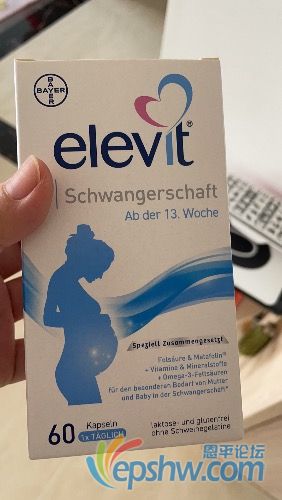 BAYER
BAYER
elevit®
Schwangerschaft
Ab der 13. Woche
Speziell Zusammengesetzt
Folsäure & Metafolin®
+ Vitamine & Mineralstoffe
+ Omega-3-Fettsäuren
für den besonderen Bedarf von Mutter
und Baby in der Schwangerschaft
60 Kapseln
1x TÄGLICH
laktose- und glutenfrei
ohne Schweinegelatine
恩平论坛
epshw.com